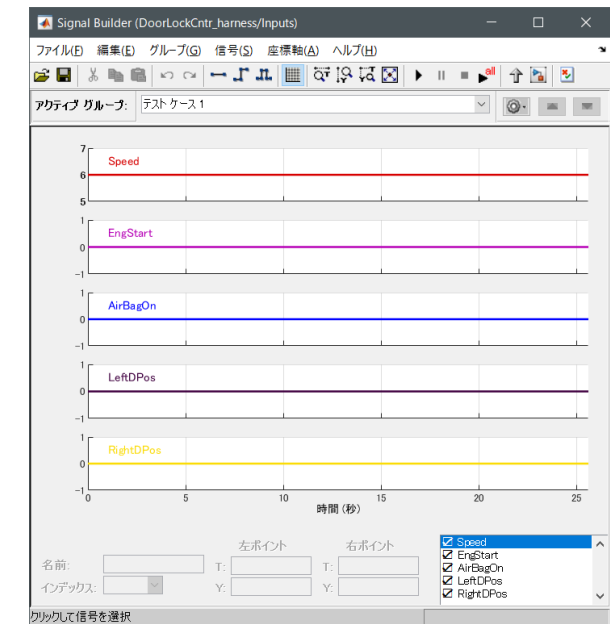 Signal Builder (DoorLockCntr_harness/Inputs)
ファイル(F) 編集(E) グループ(G) 信号(S) 座標軸(A) ヘルプ(H)
all
アクティブ グループ: テスト ケース 1
7
Speed
6
5
1
EngStart
0
-1
1
AirBagOn
0
-1
1
LeftDPos
0
-1
1
RightDPos
0
-1
0 5 10 15 20 25
時間 (秒)
左ポイント 右ポイント
名前: T: T:
インデックス: Y: Y:
Speed
EngStart
AirBagOn
LeftDPos
RightDPos
クリックして信号を選択